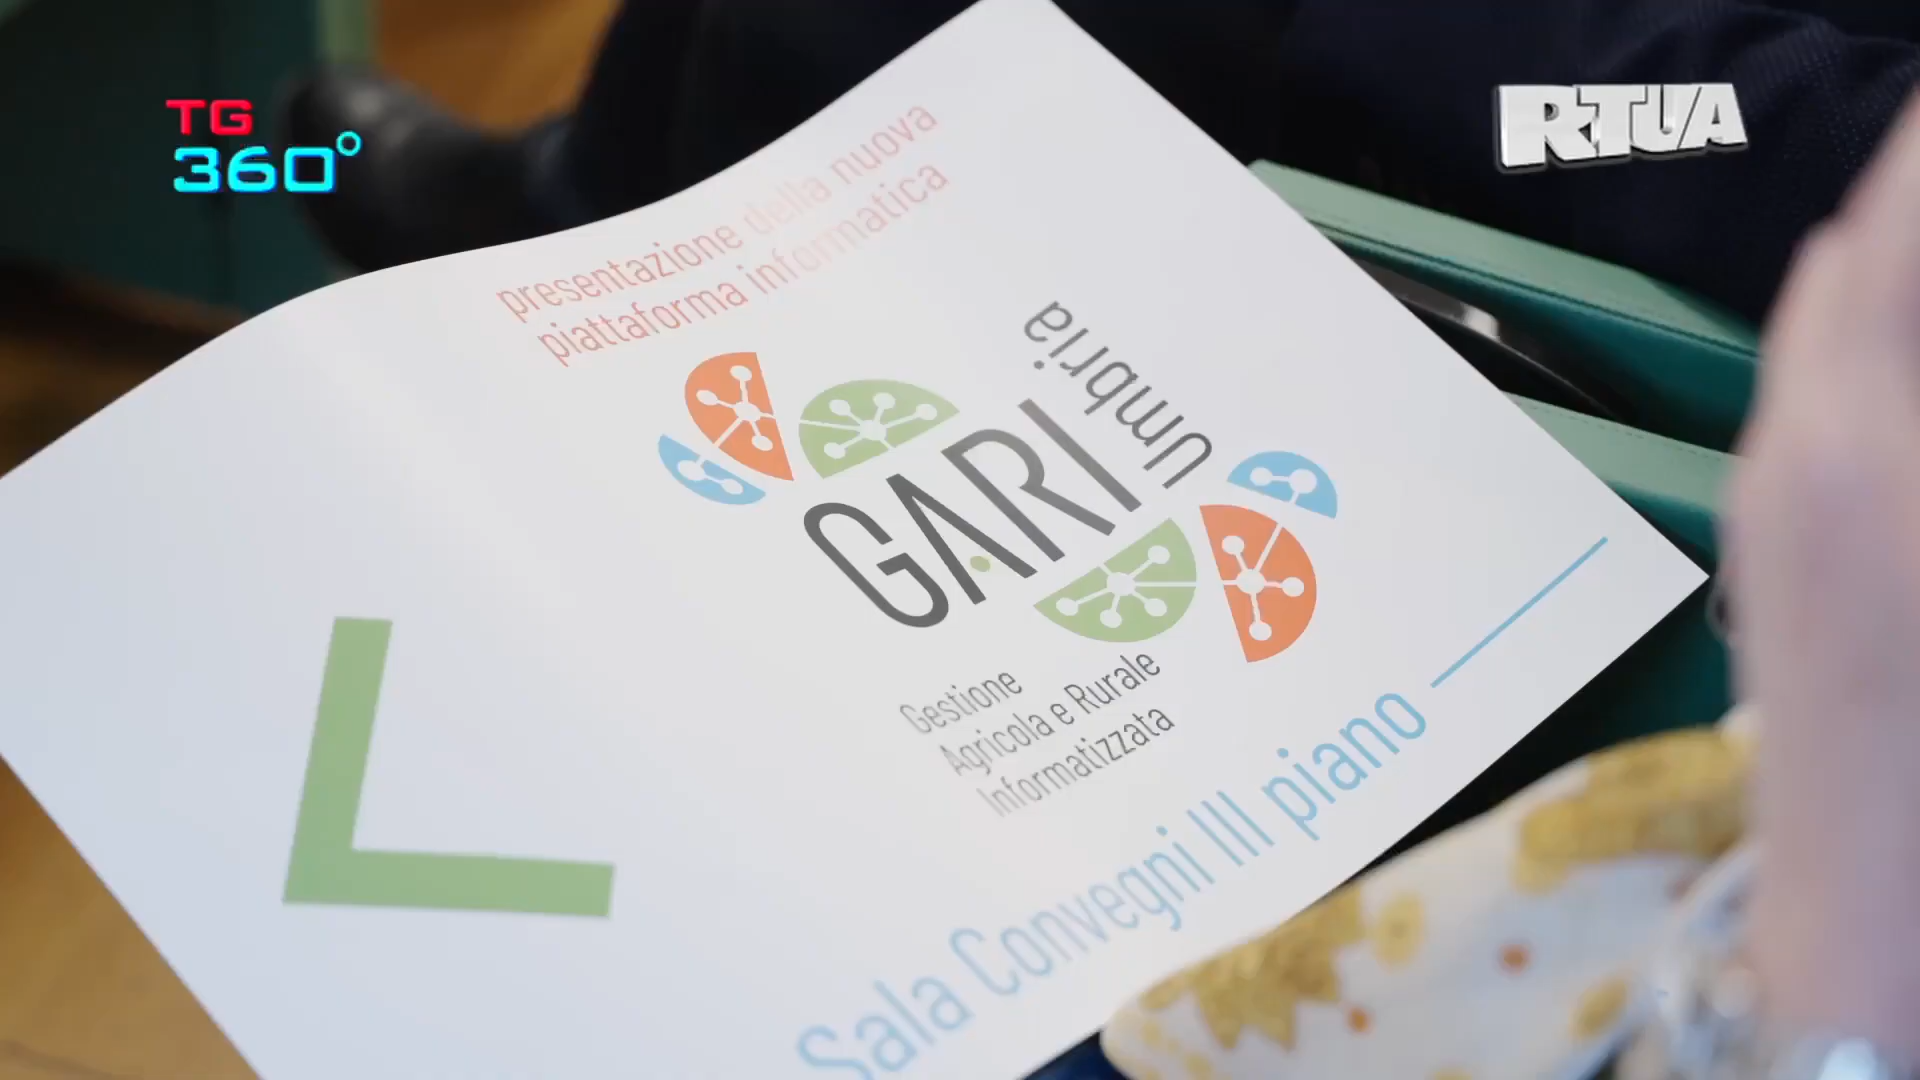 TG
360°
RTUA
presentazione della nuova
piattaforma informatica
GARI
Umbria
Gestione
Agricola e Rurale
Informatizzata
Sala Convegni III piano